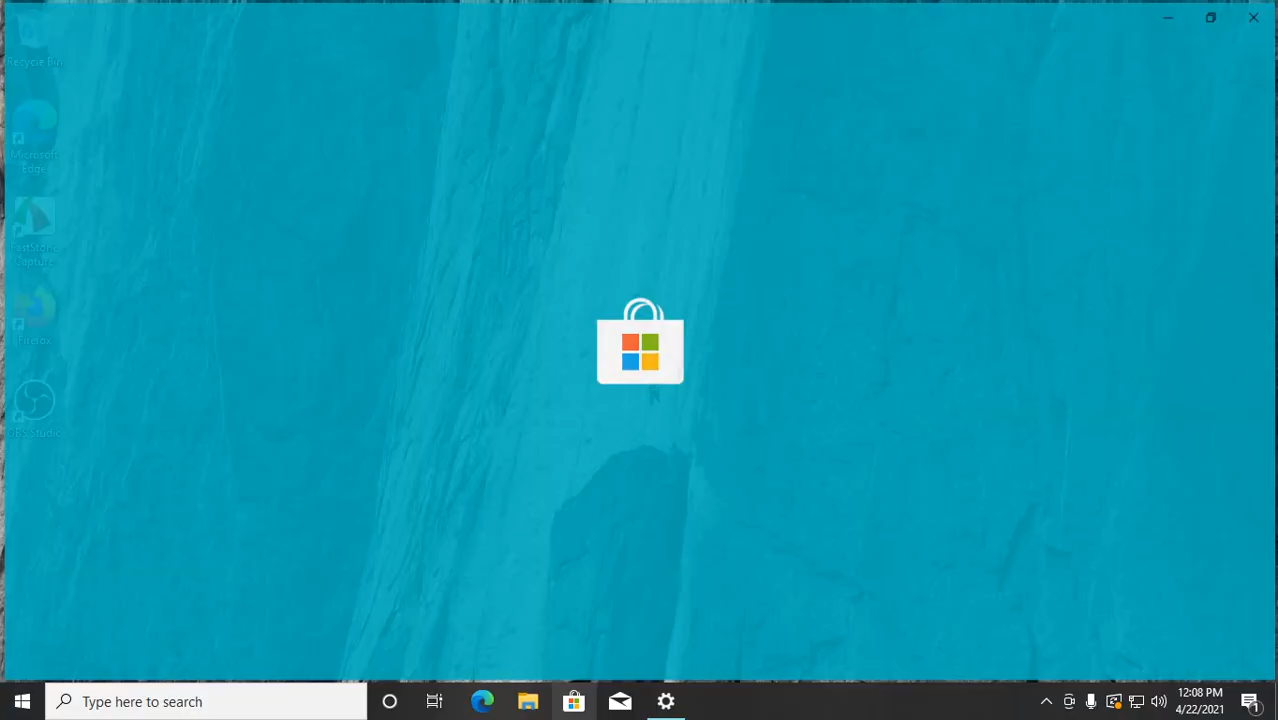 Recycle Bin
Microsoft
Edge
FastStone
Capture
Firefox
OBS Studio
Type here to search
12:08 PM
4/22/2021
1